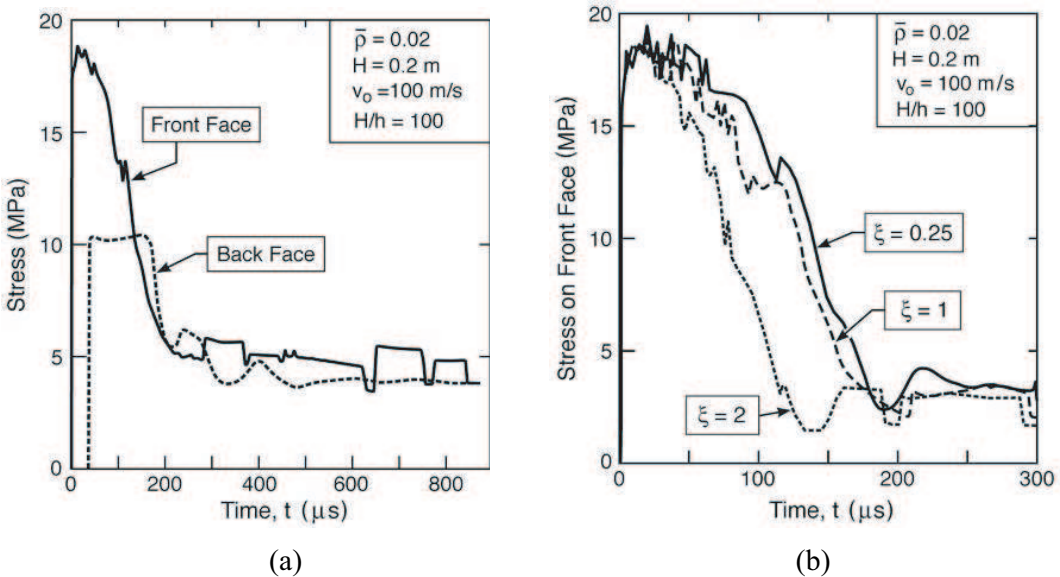 20
15
10
5
0
Stress (MPa)
ρ̄ = 0.02
H = 0.2 m
vₒ =100 m/s
H/h = 100
Front Face
Back Face
0 200 400 600 800
Time, t (μs)
(a)
20
15
10
5
0
Stress on Front Face (MPa)
ρ̄ = 0.02
H = 0.2 m
vₒ =100 m/s
H/h = 100
ξ = 0.25
ξ = 1
ξ = 2
0 100 200 300
Time, t (μs)
(b)